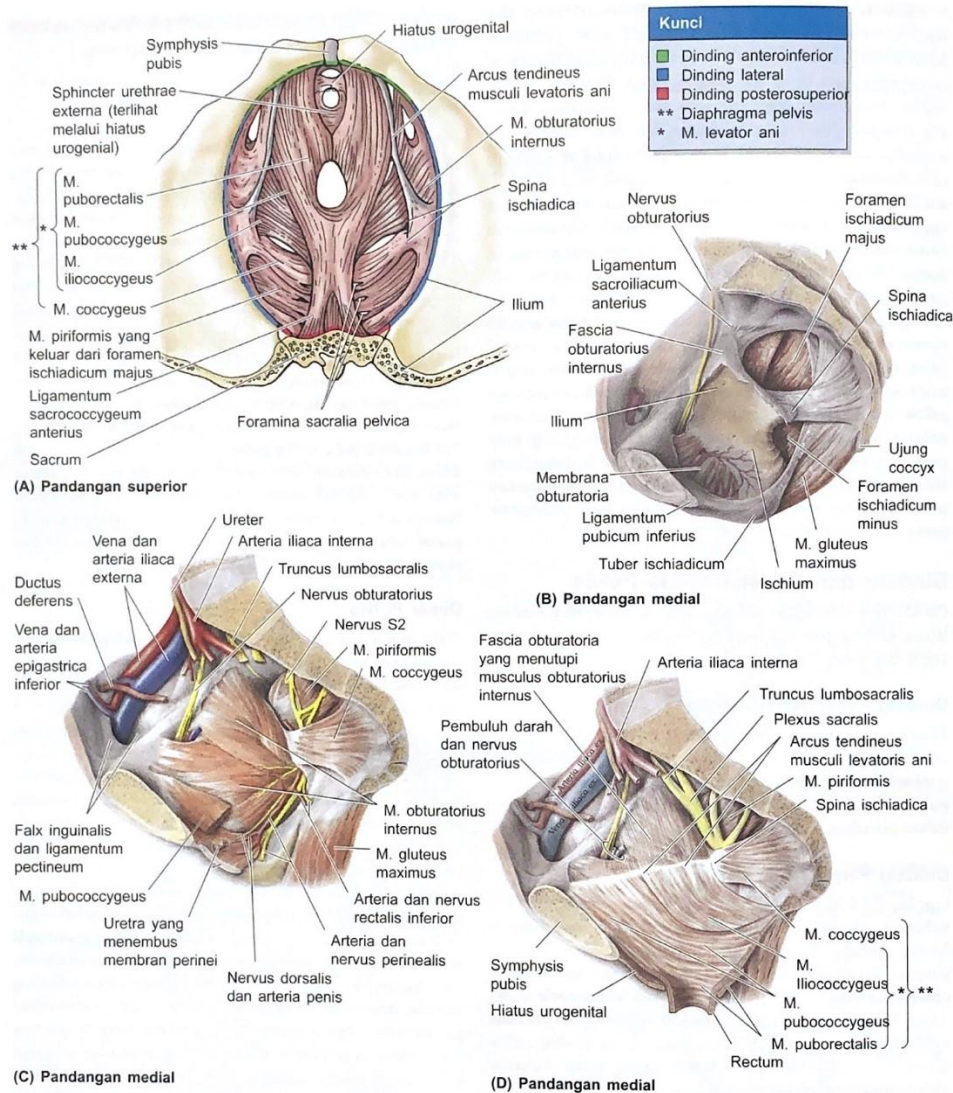 Kunci
Dinding anteroinferior
Dinding lateral
Dinding posterosuperior
** Diaphragma pelvis
* M. levator ani
Symphysis
pubis
Hiatus urogenital
Sphincter urethrae
externa (terlihat
melalui hiatus
urogenial)
Arcus tendineus
musculi levatoris ani
M. obturatorius
internus
Spina
ischiadica
**
*
M.
puborectalis
M.
pubococcygeus
M.
iliococcygeus
M. coccygeus
M. piriformis yang
keluar dari foramen
ischiadicum majus
Ligamentum
sacrococcygeum
anterius
Sacrum
Ilium
Foramina sacralia pelvica
(A) Pandangan superior
Nervus
obturatorius
Foramen
ischiadicum
majus
Ligamentum
sacroiliacum
anterius
Spina
ischiadica
Fascia
obturatorius
internus
Ilium
Membrana
obturatoria
Ligamentum
pubicum inferius
Tuber ischiadicum
Ujung
coccyx
Foramen
ischiadicum
minus
M. gluteus
maximus
Ischium
(B) Pandangan medial
Ureter
Vena dan
arteria iliaca
externa
Arteria iliaca interna
Truncus lumbosacralis
Ductus
deferens
Nervus obturatorius
Nervus S2
Vena dan
arteria
epigastrica
inferior
M. piriformis
M. coccygeus
Falx inguinalis
dan ligamentum
pectineum
M. pubococcygeus
Uretra yang
menembus
membran perinei
Nervus dorsalis
dan arteria penis
M. obturatorius
internus
M. gluteus
maximus
Arteria dan nervus
rectalis inferior
Arteria dan
nervus perinealis
(C) Pandangan medial
Fascia obturatoria
yang menutupi
musculus obturatorius
internus
Arteria iliaca interna
Truncus lumbosacralis
Pembuluh darah
dan nervus
obturatorius
Plexus sacralis
Arcus tendineus
musculi levatoris ani
M. piriformis
Spina ischiadica
Arteria iliaca ex.
iliaca ex.
Symphysis
pubis
Hiatus urogenital
M. coccygeus
M.
Iliococcygeus
M.
pubococcygeus
M. puborectalis
*
**
Rectum
(D) Pandangan medial